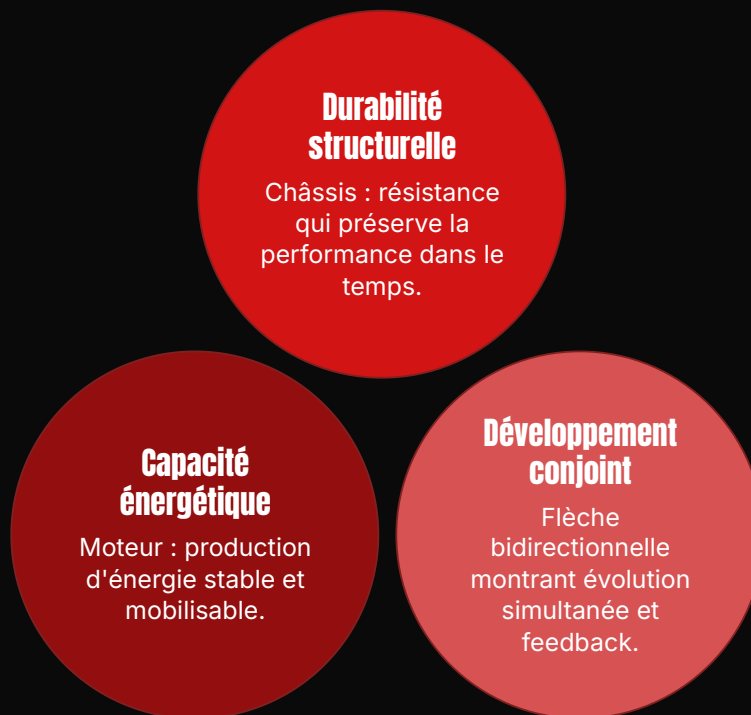 Durabilité
structurelle
Châssis : résistance
qui préserve la
performance dans le
temps.
Capacité
énergétique
Moteur : production
d'énergie stable et
mobilisable.
Développement
conjoint
Flèche
bidirectionnelle
montrant évolution
simultanée et
feedback.